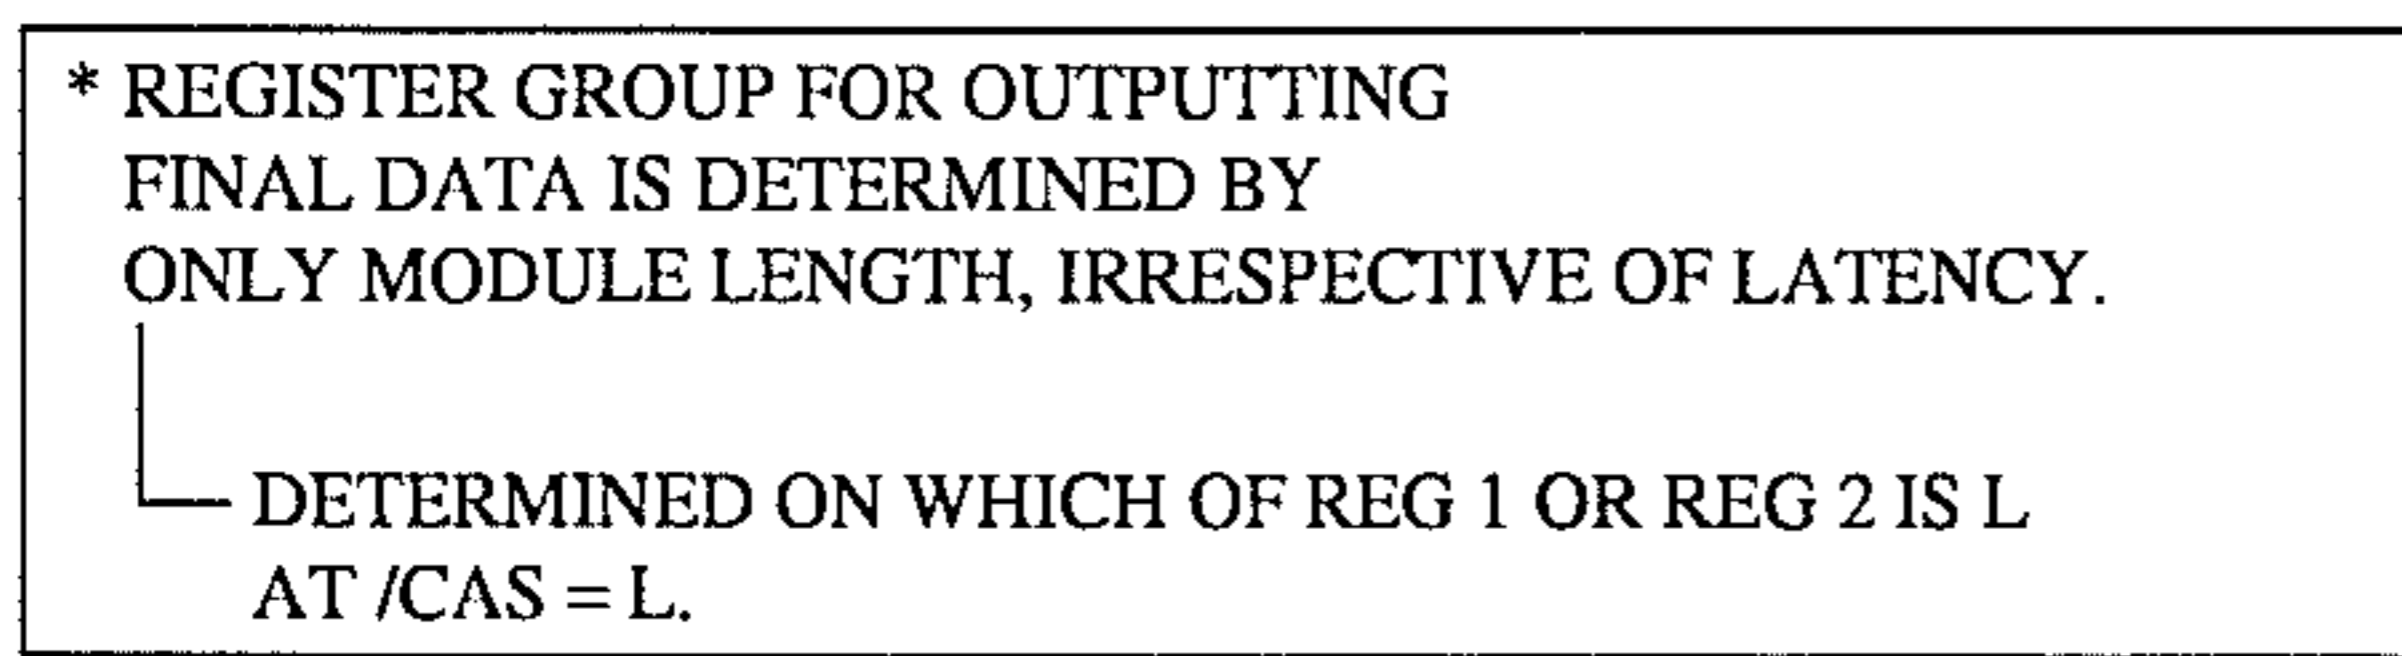 * REGISTER GROUP FOR OUTPUTTING
FINAL DATA IS DETERMINED BY
ONLY MODULE LENGTH, IRRESPECTIVE OF LATENCY.
DETERMINED ON WHICH OF REG 1 OR REG 2 IS L
AT /CAS = L.